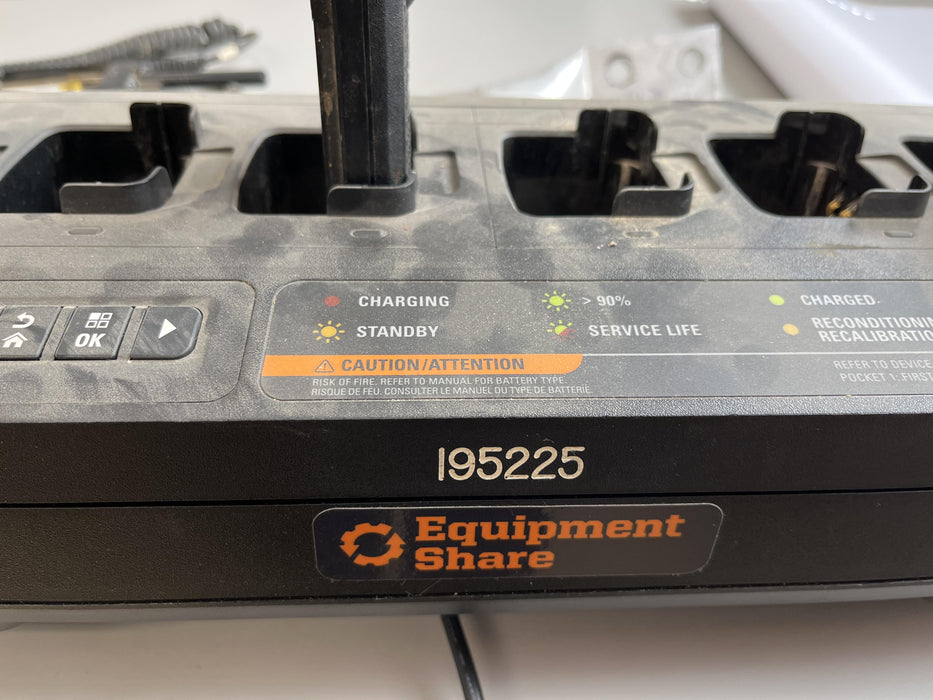 CHARGING
> 90%
CHARGED
STANDBY
SERVICE LIFE
RECONDITIONIN
RECALIBRATIO
OK
CAUTION/ATTENTION
RISK OF FIRE. REFER TO MANUAL FOR BATTERY TYPE.
RISQUE DE FEU. CONSULTER LE MANUEL DU TYPE DE BATTERIE.
REFER TO DEVICE
POCKET 1: FIRST
195225
Equipment
Share